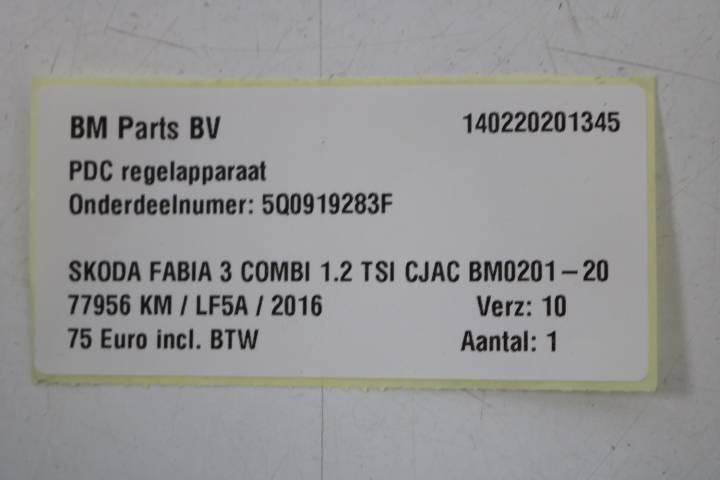 BM Parts BV 140220201345
PDC regelapparaat
Onderdeelnumer: 5Q0919283F
SKODA FABIA 3 COMBI 1.2 TSI CJAC BM0201-20
77956 KM / LF5A / 2016 Verz: 10
75 Euro incl. BTW Aantal: 1